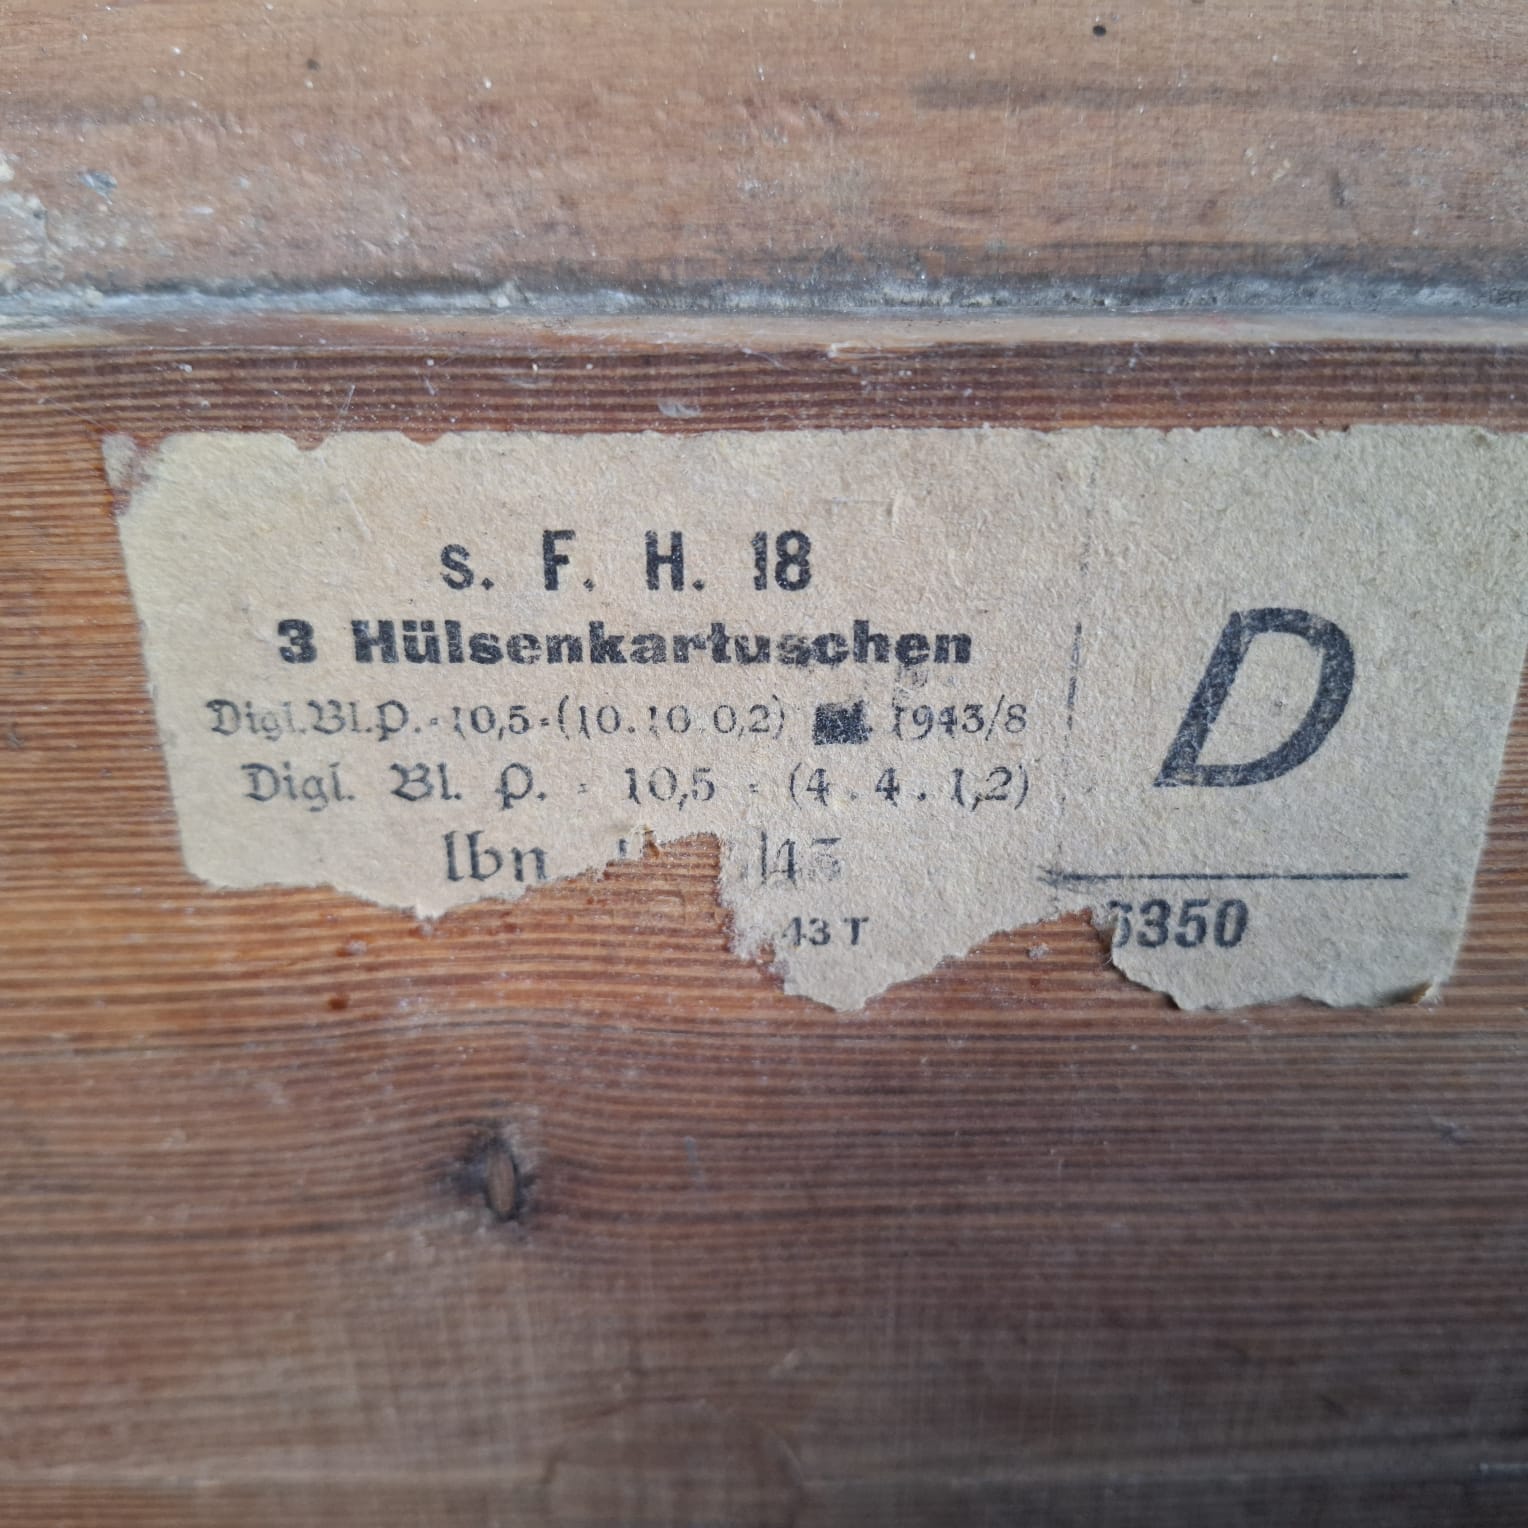 s. F. H. 18
3 Hülsenkartuschen
Digl.Bl.P.-10,5-(10.10.0,2) 1943/8
Digl. Bl. P. - 10,5 - (4 . 4 . 1,2)
lbn 43
43 T
D
350